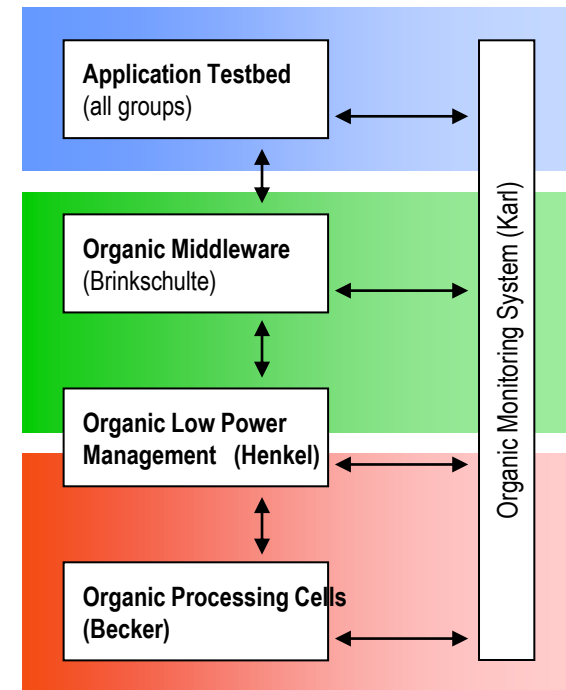 Application Testbed
(all groups)
Organic Middleware
(Brinkschulte)
Organic Low Power
Management (Henkel)
Organic Processing Cells
(Becker)
Organic Monitoring System (Karl)